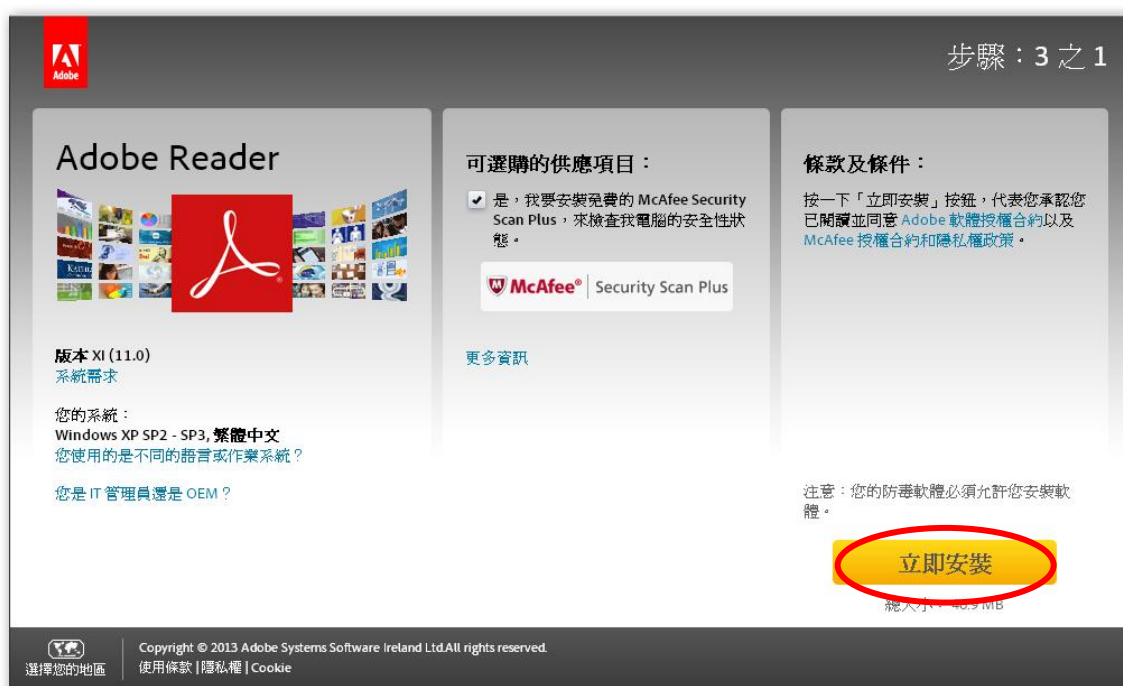 Adobe
步驟：3 之 1
Adobe Reader
版本 XI (11.0)
系統需求
您的系統：
Windows XP SP2 - SP3, 繁體中文
您使用的是不同的語言或作業系統？
您是 IT 管理員還是 OEM？
可選購的供應項目：
是，我要安裝免費的 McAfee Security
Scan Plus，來檢查我電腦的安全性狀
態。
McAfee® Security Scan Plus
更多資訊
條款及條件：
按一下「立即安裝」按鈕，代表您承認您
已閱讀並同意 Adobe 軟體授權合約以及
McAfee 授權合約和隱私權政策。
注意：您的防毒軟體必須允許您安裝軟
體。
立即安裝
總大小： MB
選擇您的地區
Copyright © 2013 Adobe Systems Software Ireland Ltd.All rights reserved.
使用條款 | 隱私權 | Cookie